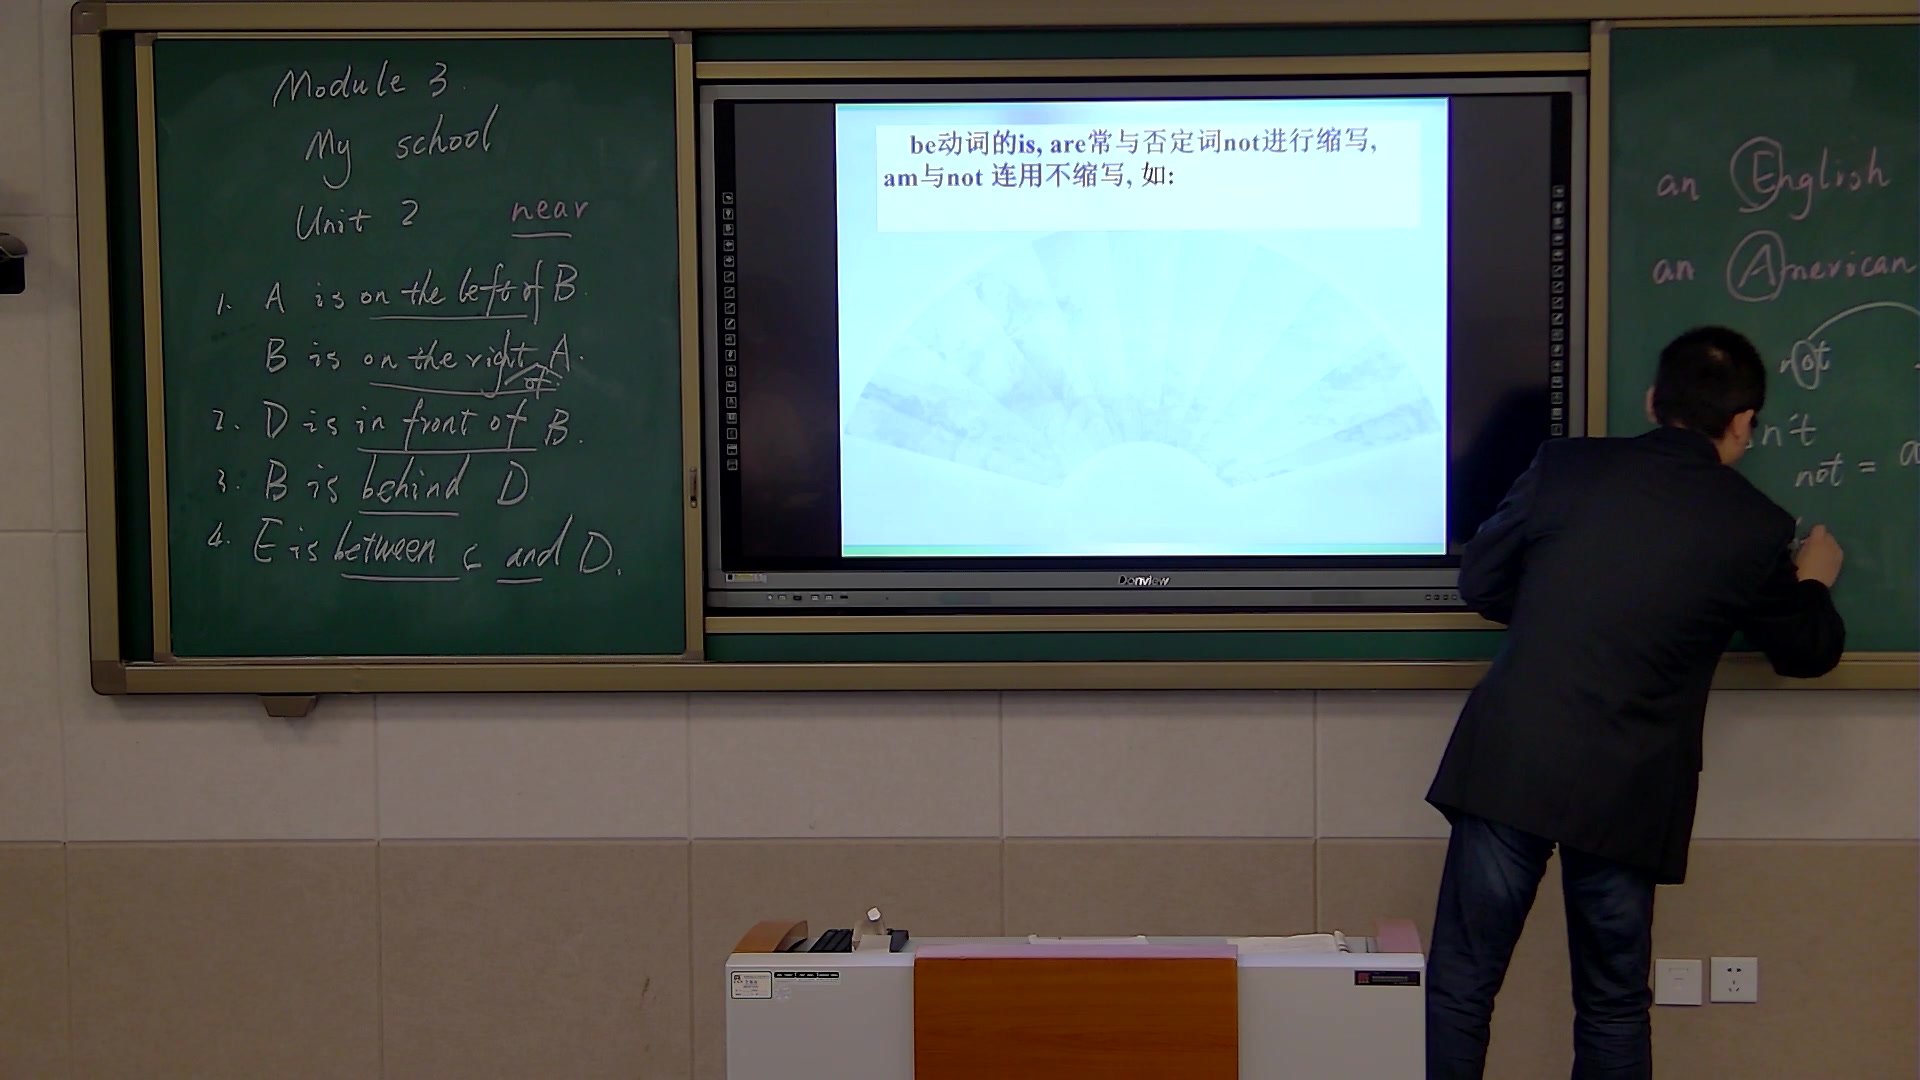 Module 3.
My school
Unit 2 near
1. A is on the left of B.
B is on the right of A.
2. D is in front of B.
3. B is behind D
4. E is between C and D.
be动词的is, are常与否定词not进行缩写,
am与not 连用不缩写, 如:
Donview
an English
an American
not
n't
not =